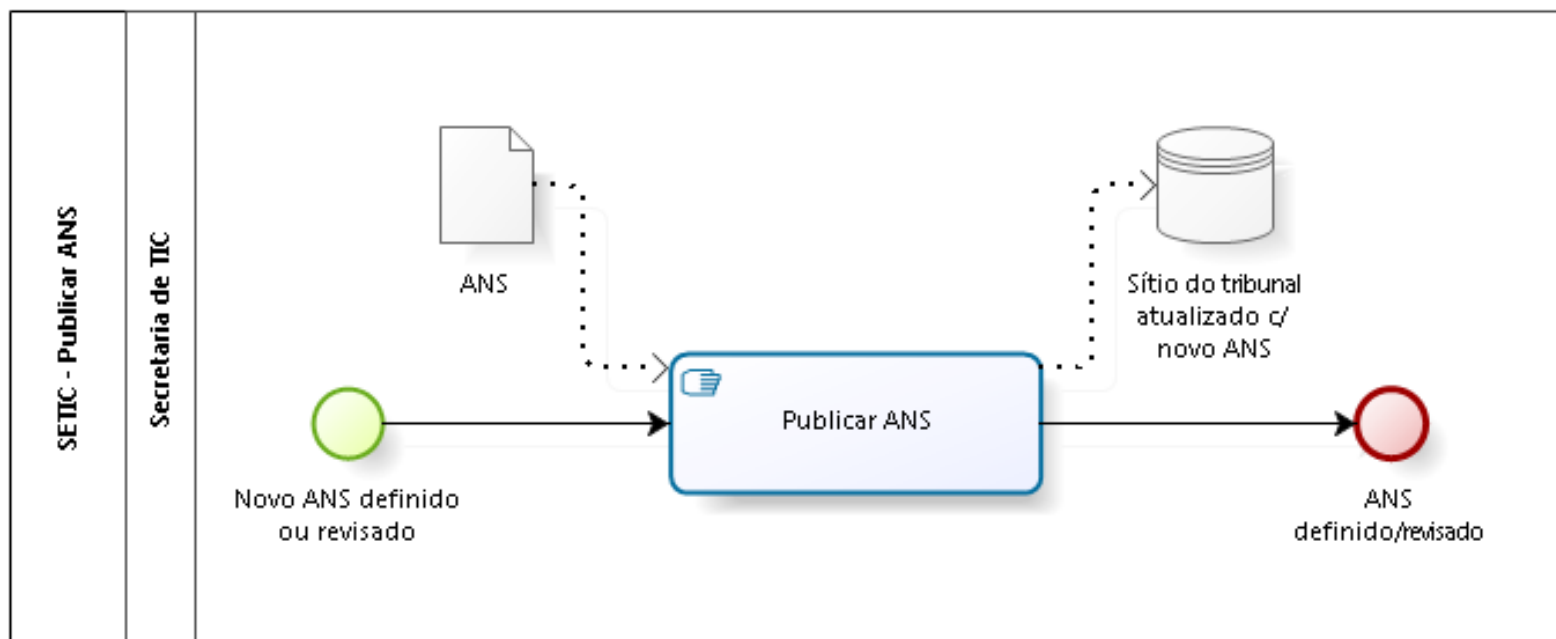 SETIC - Publicar ANS
Secretaria de TIC
ANS
Sítio do tribunal
atualizado c/
novo ANS
Publicar ANS
Novo ANS definido
ou revisado
ANS
definido/revisado